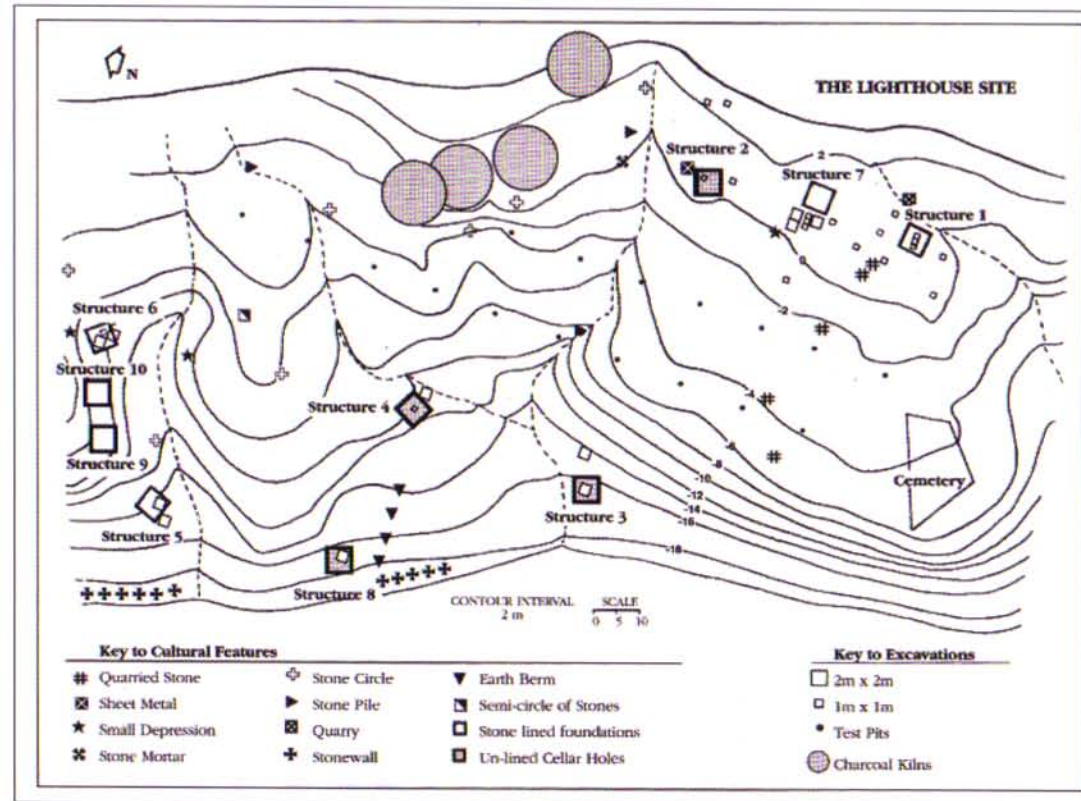 N
THE LIGHTHOUSE SITE
Structure 2
2
Structure 7
Structure 1
-2
Structure 6
Structure 10
Structure 4
-4
-6
-8
Structure 9
-10
Cemetery
-12
-14
Structure 3
-16
Structure 5
-18
Structure 8
CONTOUR INTERVAL
2 m
SCALE
0 5 10
Key to Cultural Features
Quarried Stone
Sheet Metal
Small Depression
Stone Mortar
Stone Circle
Stone Pile
Quarry
Stonewall
Earth Berm
Semi-circle of Stones
Stone lined foundations
Un-lined Cellar Holes
Key to Excavations
2m x 2m
1m x 1m
Test Pits
Charcoal Kilns